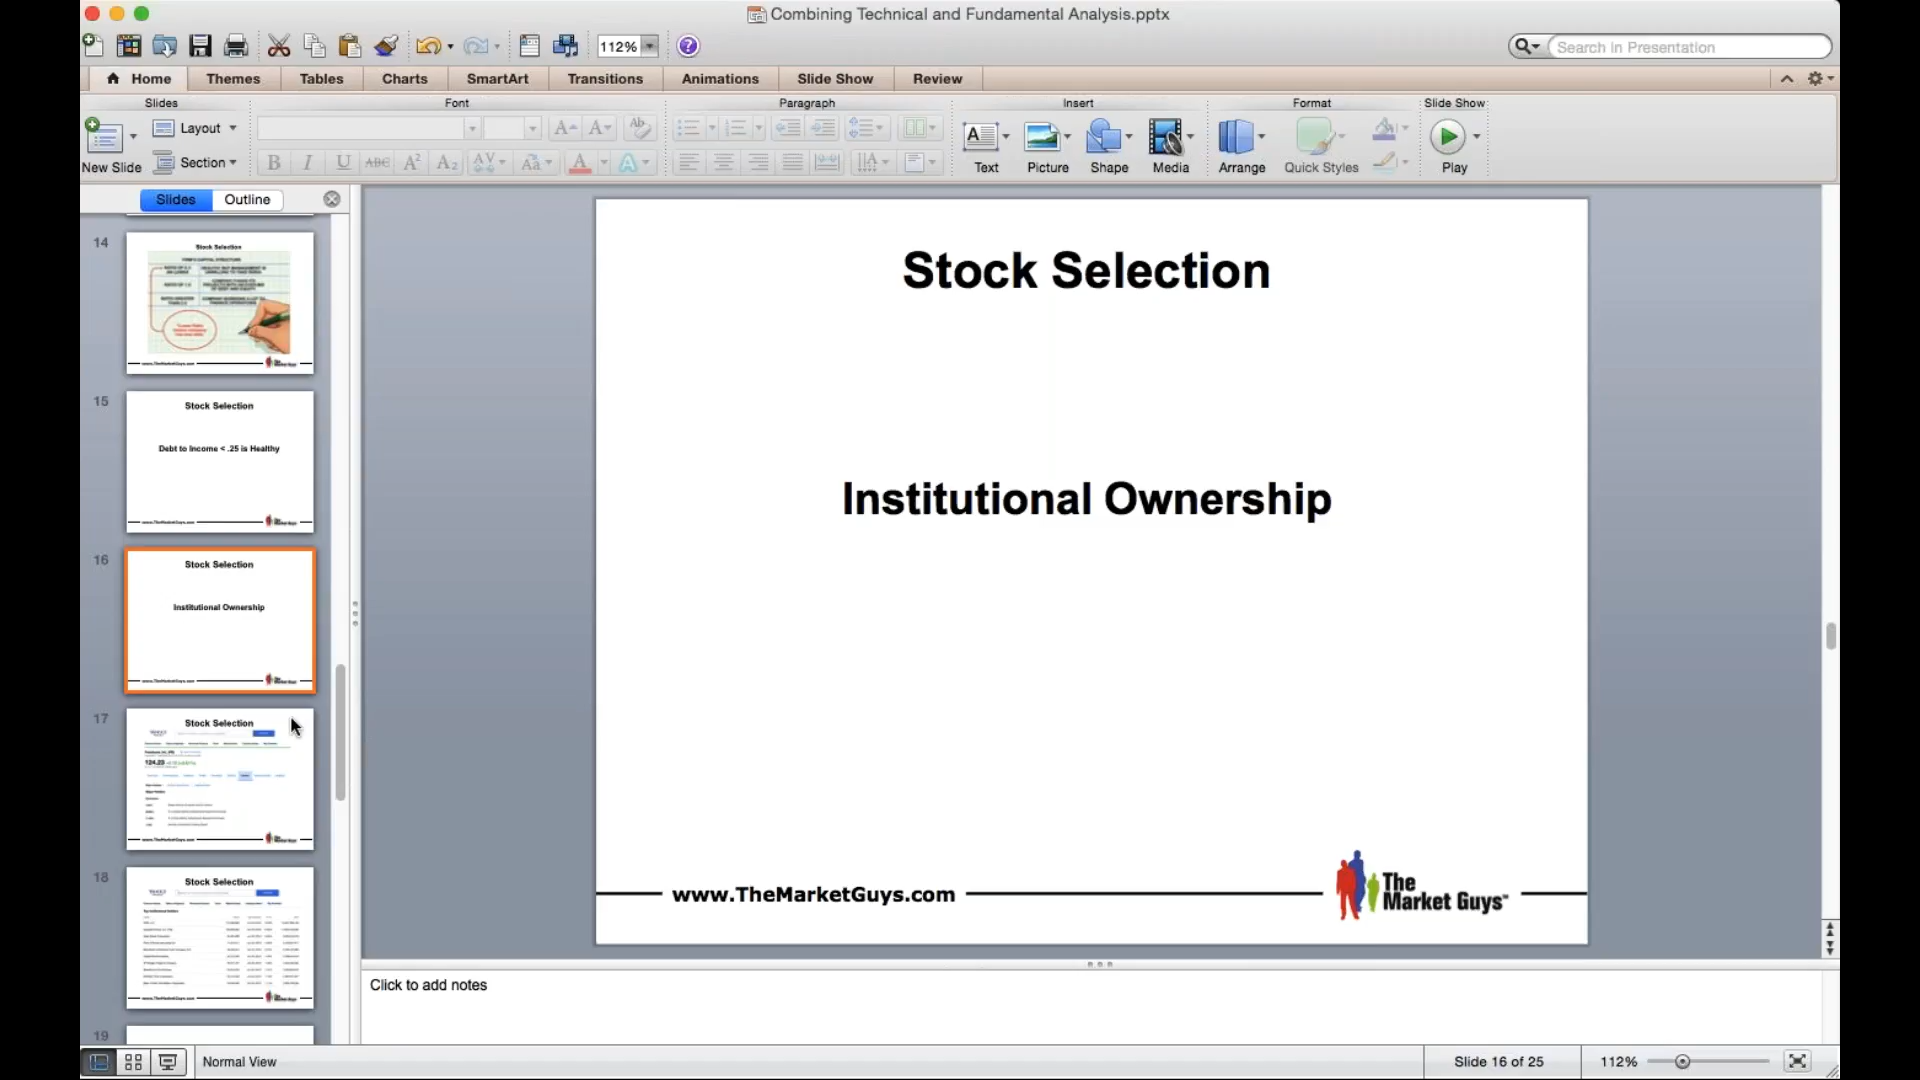 Combining Technical and Fundamental Analysis.pptx
112%
Search in Presentation
Home
Themes
Tables
Charts
SmartArt
Transitions
Animations
Slide Show
Review
Slides
Font
Paragraph
Insert
Format
Slide Show
New Slide
Layout
Section
Text
Picture
Shape
Media
Arrange
Quick Styles
Play
Slides
Outline
14
Stock Selection
15
Stock Selection
Debt to Income < .25 is Healthy
16
Stock Selection
Institutional Ownership
17
Stock Selection
124.23
18
Stock Selection
19
Stock Selection
Institutional Ownership
www.TheMarketGuys.com
The
Market Guys™
Click to add notes
Normal View
Slide 16 of 25
112%